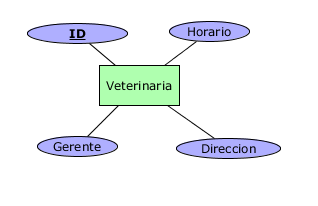 ID
Horario
Veterinaria
Gerente
Direccion